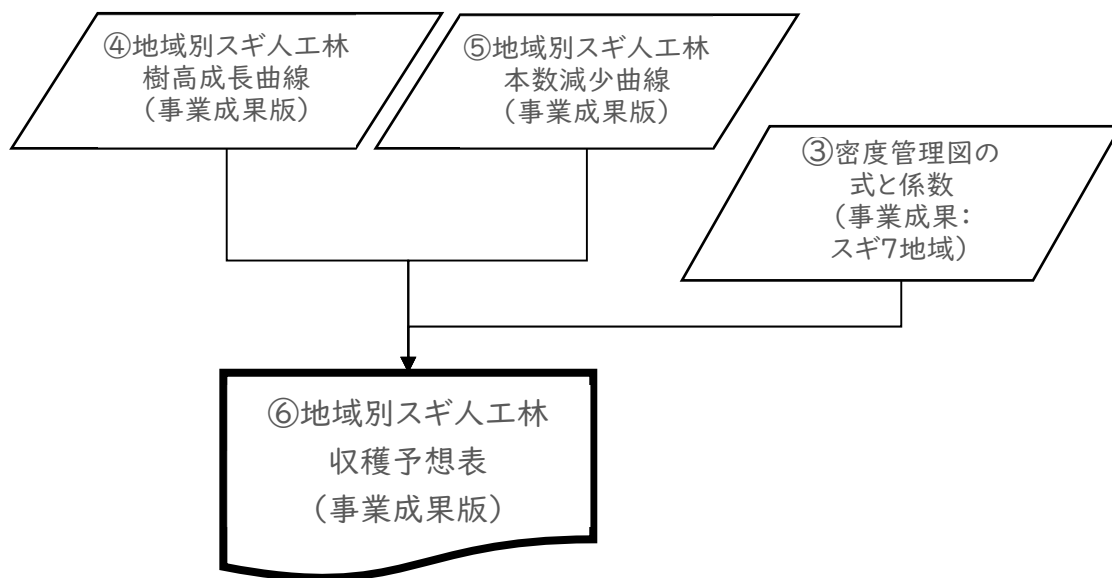 ④地域別スギ人工林
樹高成長曲線
（事業成果版）
⑤地域別スギ人工林
本数減少曲線
（事業成果版）
③密度管理図の
式と係数
（事業成果：
スギ7地域）
⑥地域別スギ人工林
収穫予想表
（事業成果版）